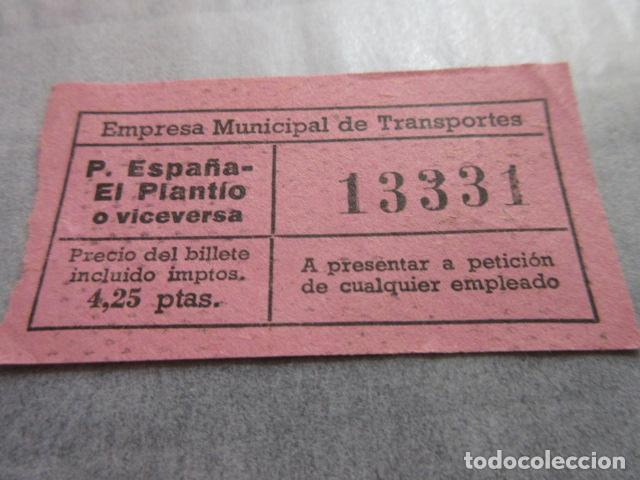 Empresa Municipal de Transportes
P. España-
El Plantío
o viceversa
13331
Precio del billete
incluido imptos.
4,25 ptas.
A presentar a petición
de cualquier empleado
todocoleccion